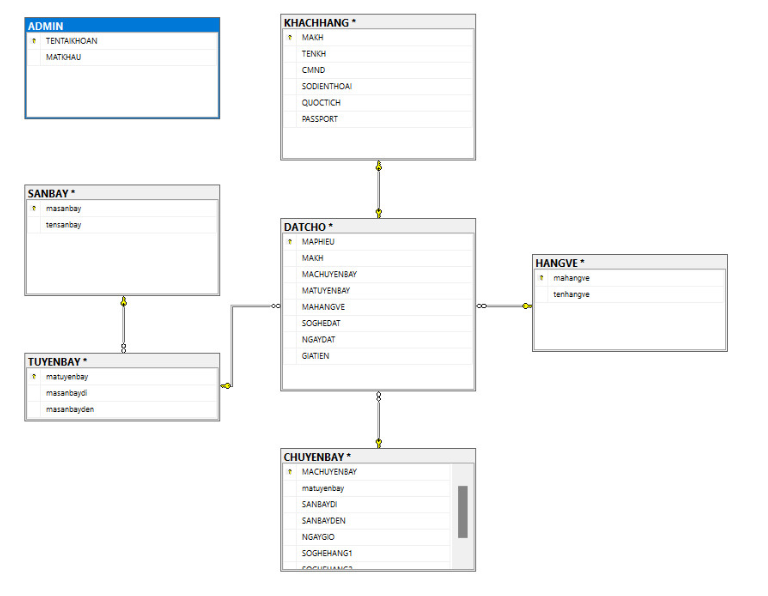 ADMIN
TENTAIKHOAN
MATKHAU
KHACHHANG *
MAKH
TENKH
CMND
SODIENTHOAI
QUOCTICH
PASSPORT
SANBAY *
masanbay
tensanbay
DATCHO *
MAPHIEU
MAKH
MACHUYENBAY
MATUYENBAY
MAHANGVE
SOGHEDAT
NGAYDAT
GIATIEN
HANGVE *
mahangve
tenhangve
TUYENBAY *
matuyenbay
masanbaydi
masanbayden
CHUYENBAY *
MACHUYENBAY
matuyenbay
SANBAYDI
SANBAYDEN
NGAYGIO
SOGHEHANG1